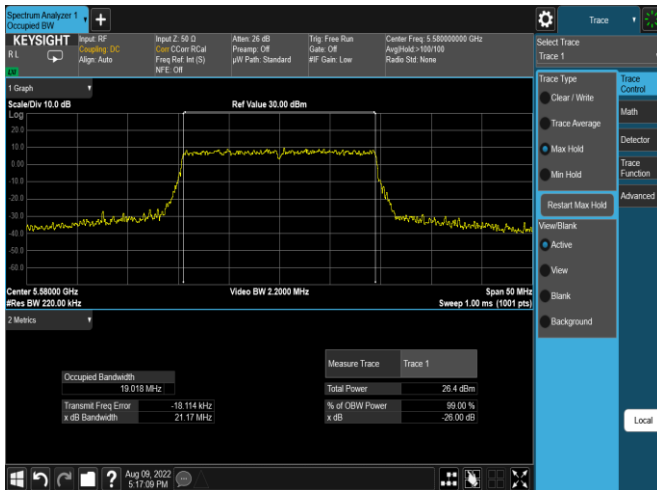 Spectrum Analyzer 1
Occupied BW
Trace
KEYSIGHT
R L
Input: RF
Coupling: DC
Align: Auto
Input Z: 50 Ω
Corr CCorr RCal
Freq Ref: Int (S)
NFE: Off
Atten: 26 dB
Preamp: Off
µW Path: Standard
Trig: Free Run
Gate: Off
#IF Gain: Low
Center Freq: 5.580000000 GHz
Avg|Hold:>100/100
Radio Std: None
Select Trace
Trace 1
1 Graph
Scale/Div 10.0 dB
Ref Value 30.00 dBm
Log
20.0
10.0
0.00
-10.0
-20.0
-30.0
-40.0
-50.0
-60.0
Center 5.58000 GHz
#Res BW 220.00 kHz
Video BW 2.2000 MHz
Span 50 MHz
Sweep 1.00 ms (1001 pts)
Trace Type
Clear / Write
Trace Average
Max Hold
Min Hold
Restart Max Hold
View/Blank
Active
View
Blank
Background
Trace
Control
Math
Detector
Trace
Function
Advanced
Local
2 Metrics
Occupied Bandwidth
19.018 MHz
Transmit Freq Error -18.114 kHz
x dB Bandwidth 21.17 MHz
Measure Trace Trace 1
Total Power 26.4 dBm
% of OBW Power 99.00 %
x dB -26.00 dB
Aug 09, 2022
5:17:09 PM